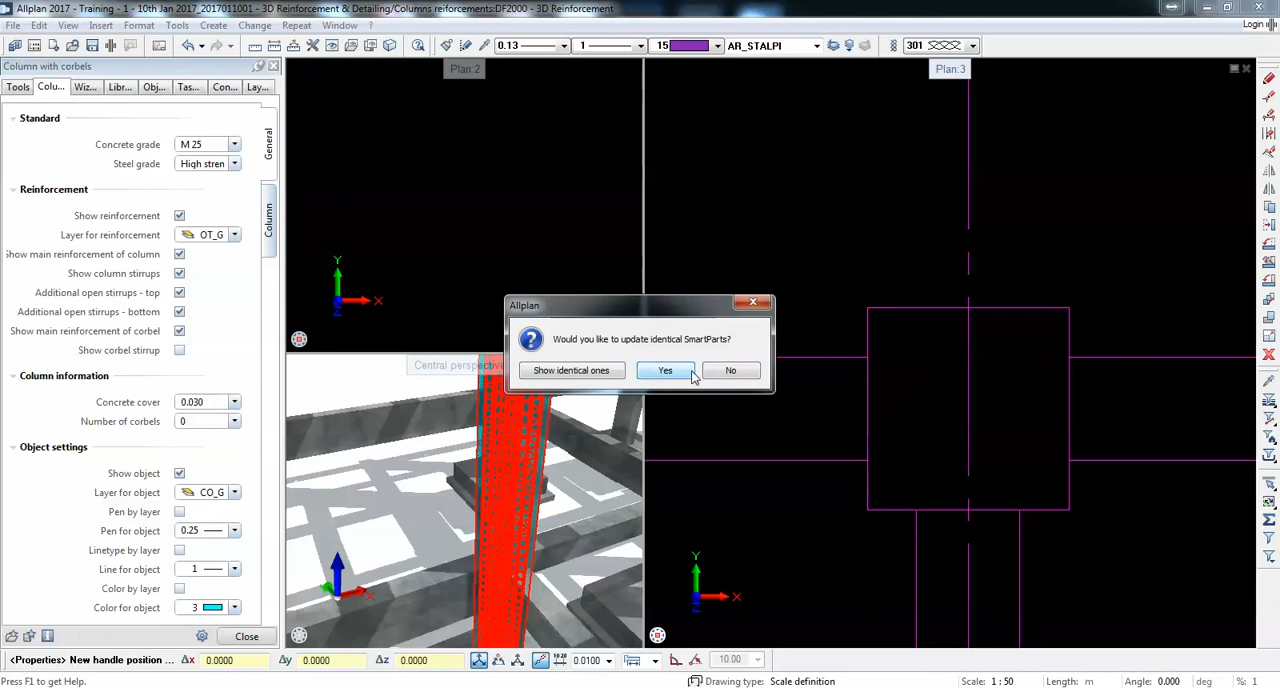 Allplan 2017 - Training - 1 - 10th Jan 2017_2017011001 - 3D Reinforcement & Detailing/Columns reiforcements:DF2000 - 3D Reinforcement
File Edit View Insert Format Tools Create Change Repeat Window ?
Login
0.13 1 15 AR_STALPI 301
Column with corbels
Tools Colu... Wiz... Libr... Obj... Tas... Con... Lay...
Plan:2
Plan:3
Standard
General
Concrete grade M 25
Steel grade High stren
Reinforcement
Column
Show reinforcement
Layer for reinforcement OT_G
Show main reinforcement of column
Show column stirrups
Additional open stirrups - top
Additional open stirrups - bottom
Show main reinforcement of corbel
Show corbel stirrup
Column information
Concrete cover 0.030
Number of corbels 0
Object settings
Show object
Layer for object CO_G
Pen by layer
Pen for object 0.25
Linetype by layer
Line for object 1
Color by layer
Color for object 3
Close
Y
X
Z
Central perspective
Allplan
Would you like to update identical SmartParts?
Show identical ones Yes No
X
Y
X
Z
<Properties> New handle position ... Δx 0.0000 Δy 0.0000 Δz 0.0000 0.0100 10.00
Press F1 to get Help. Drawing type: Scale definition Scale: 1 : 50 Length: m Angle: 0.000 deg %: 1